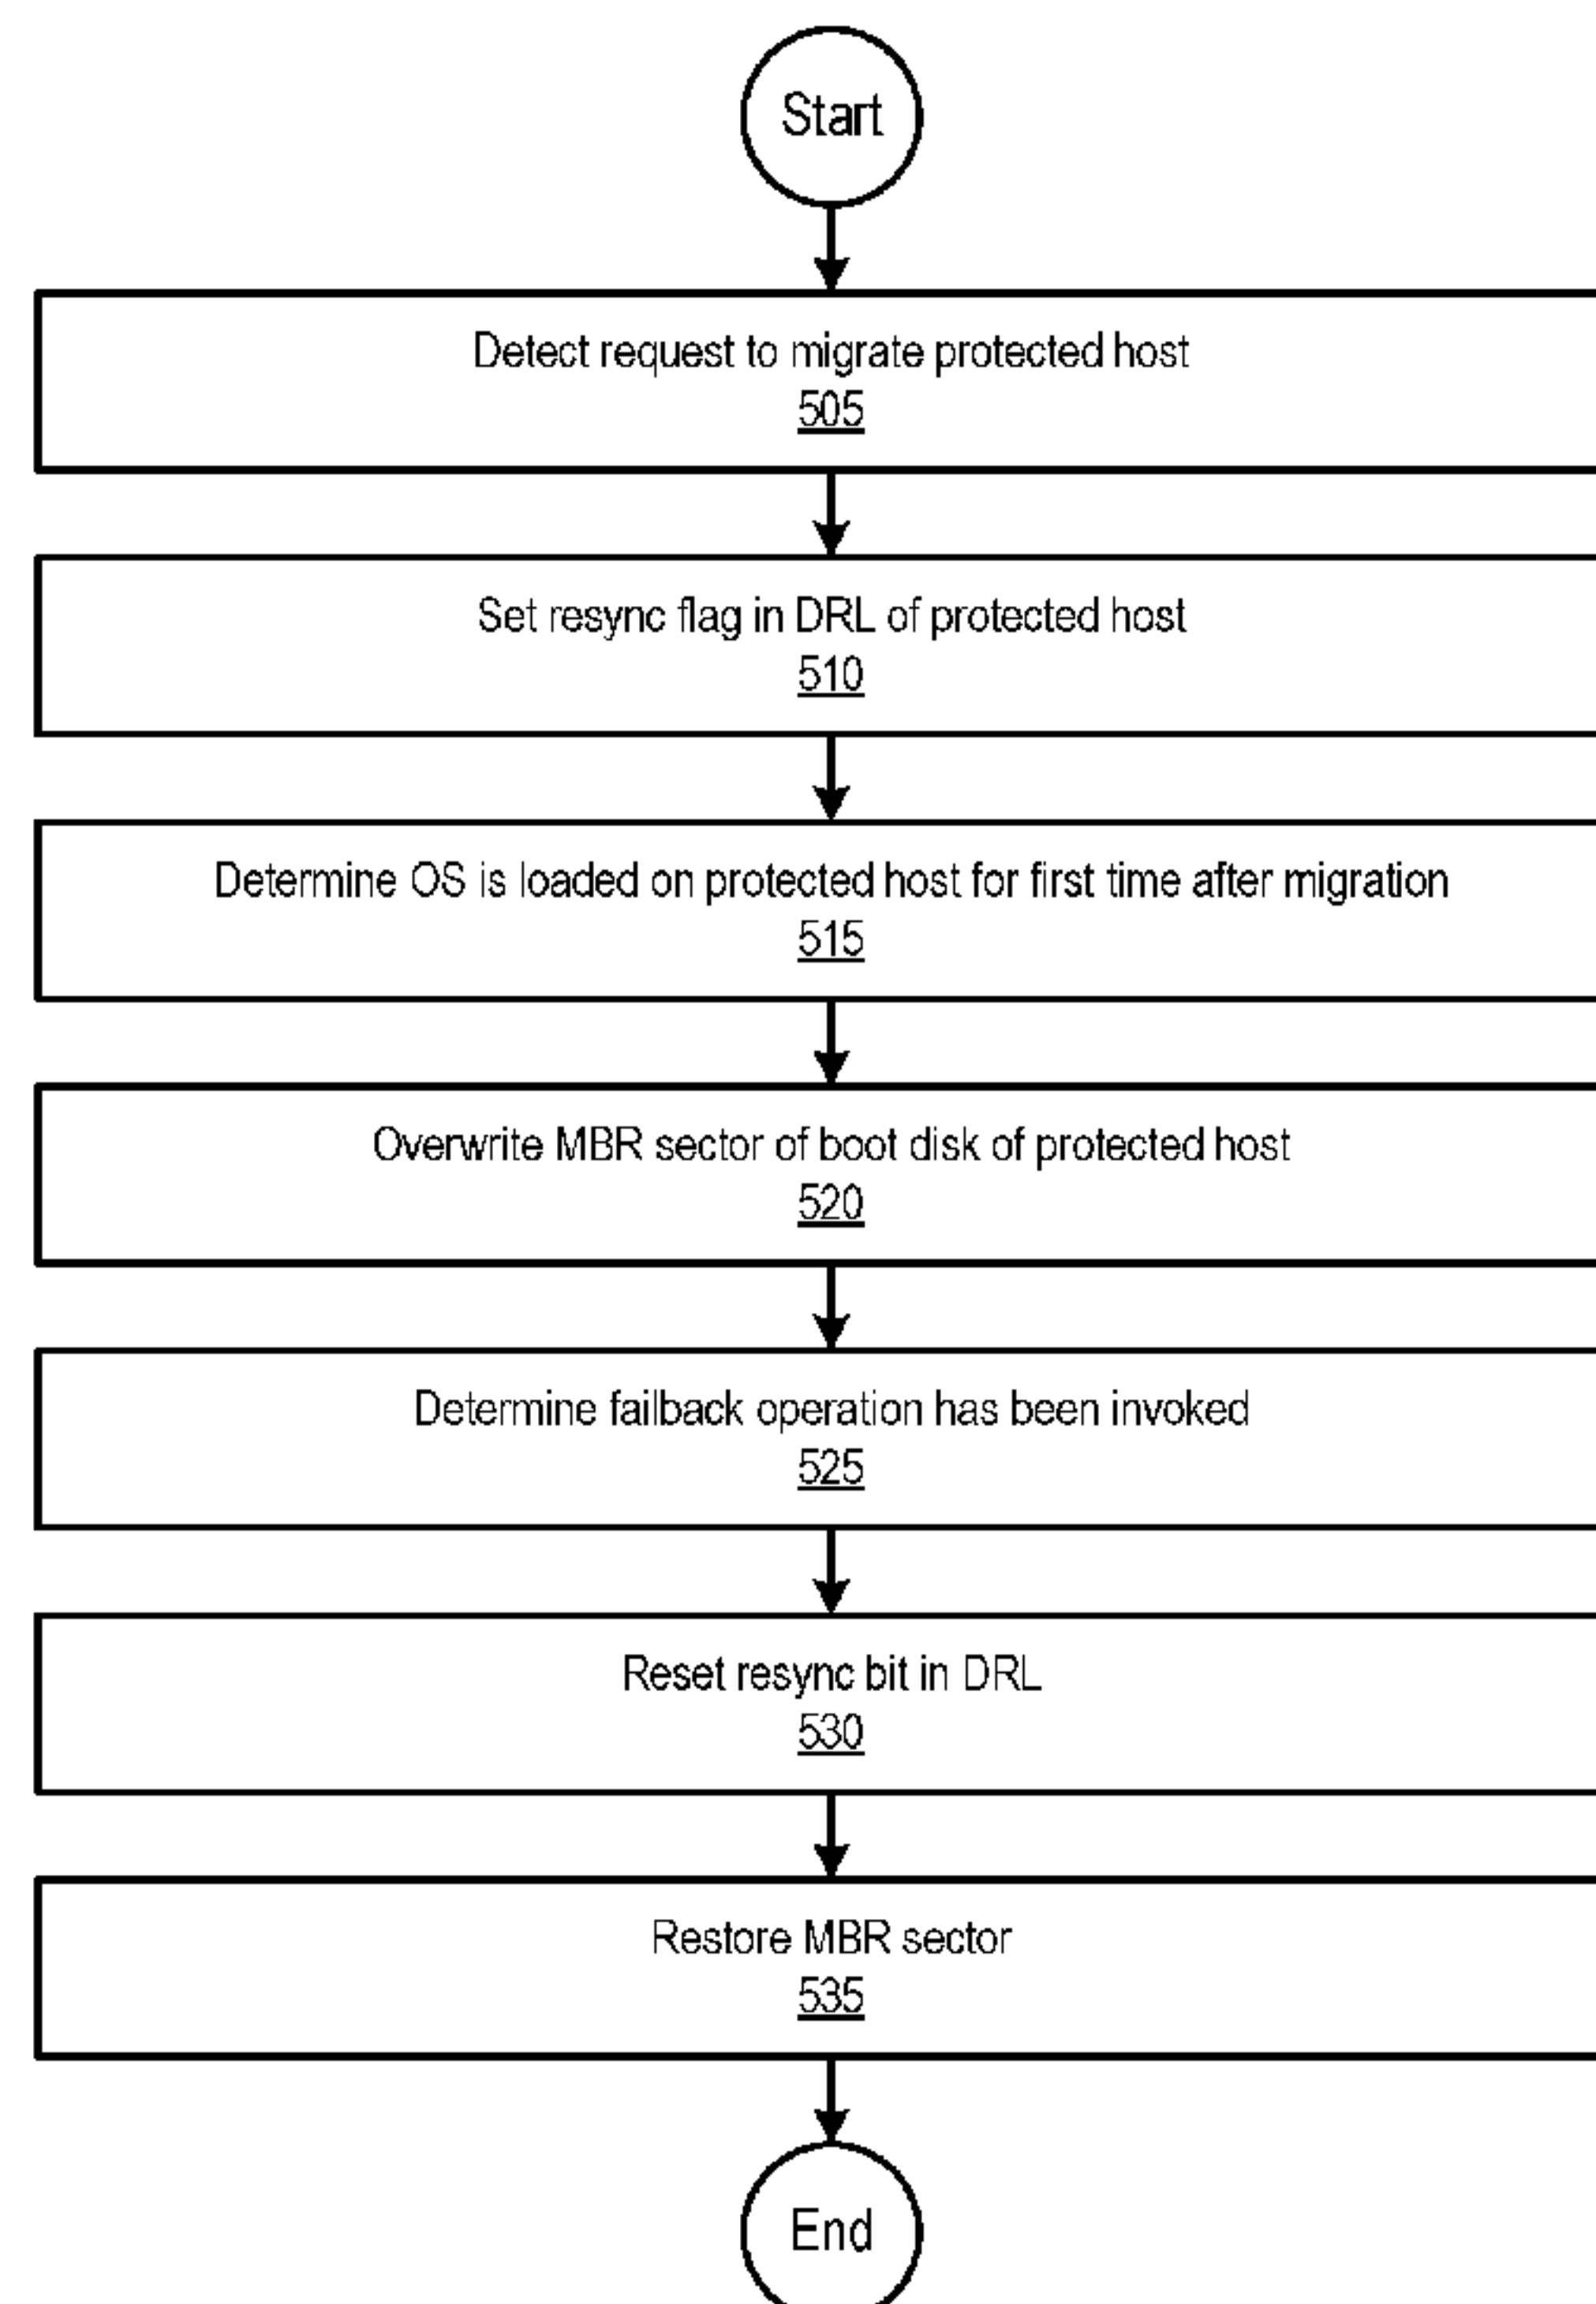 Start
Detect request to migrate protected host
505
Set resync flag in DRL of protected host
510
Determine OS is loaded on protected host for first time after migration
515
Overwrite MBR sector of boot disk of protected host
520
Determine failback operation has been invoked
525
Reset resync bit in DRL
530
Restore MBR sector
535
End